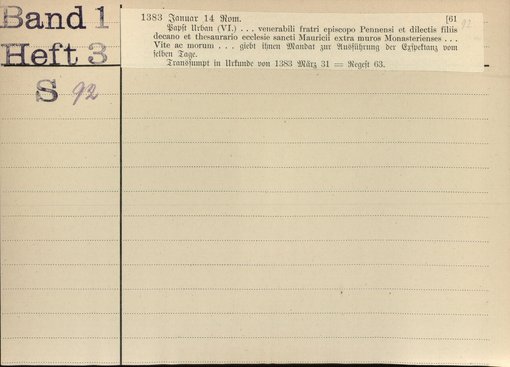 Band 1
Heft 3
S 92
1383 Januar 14 Rom. [61
Papst Urban (VI.) . . . venerabili fratri episcopo Pennensi et dilectis filiis
decano et thesaurario ecclesie sancti Mauricii extra muros Monasterienses . . .
Vite ac morum . . . giebt ihnen Mandat zur Ausführung der Exspektanz vom
selben Tage.
Transsumpt in Urkunde von 1383 März 31 = Regest 63.